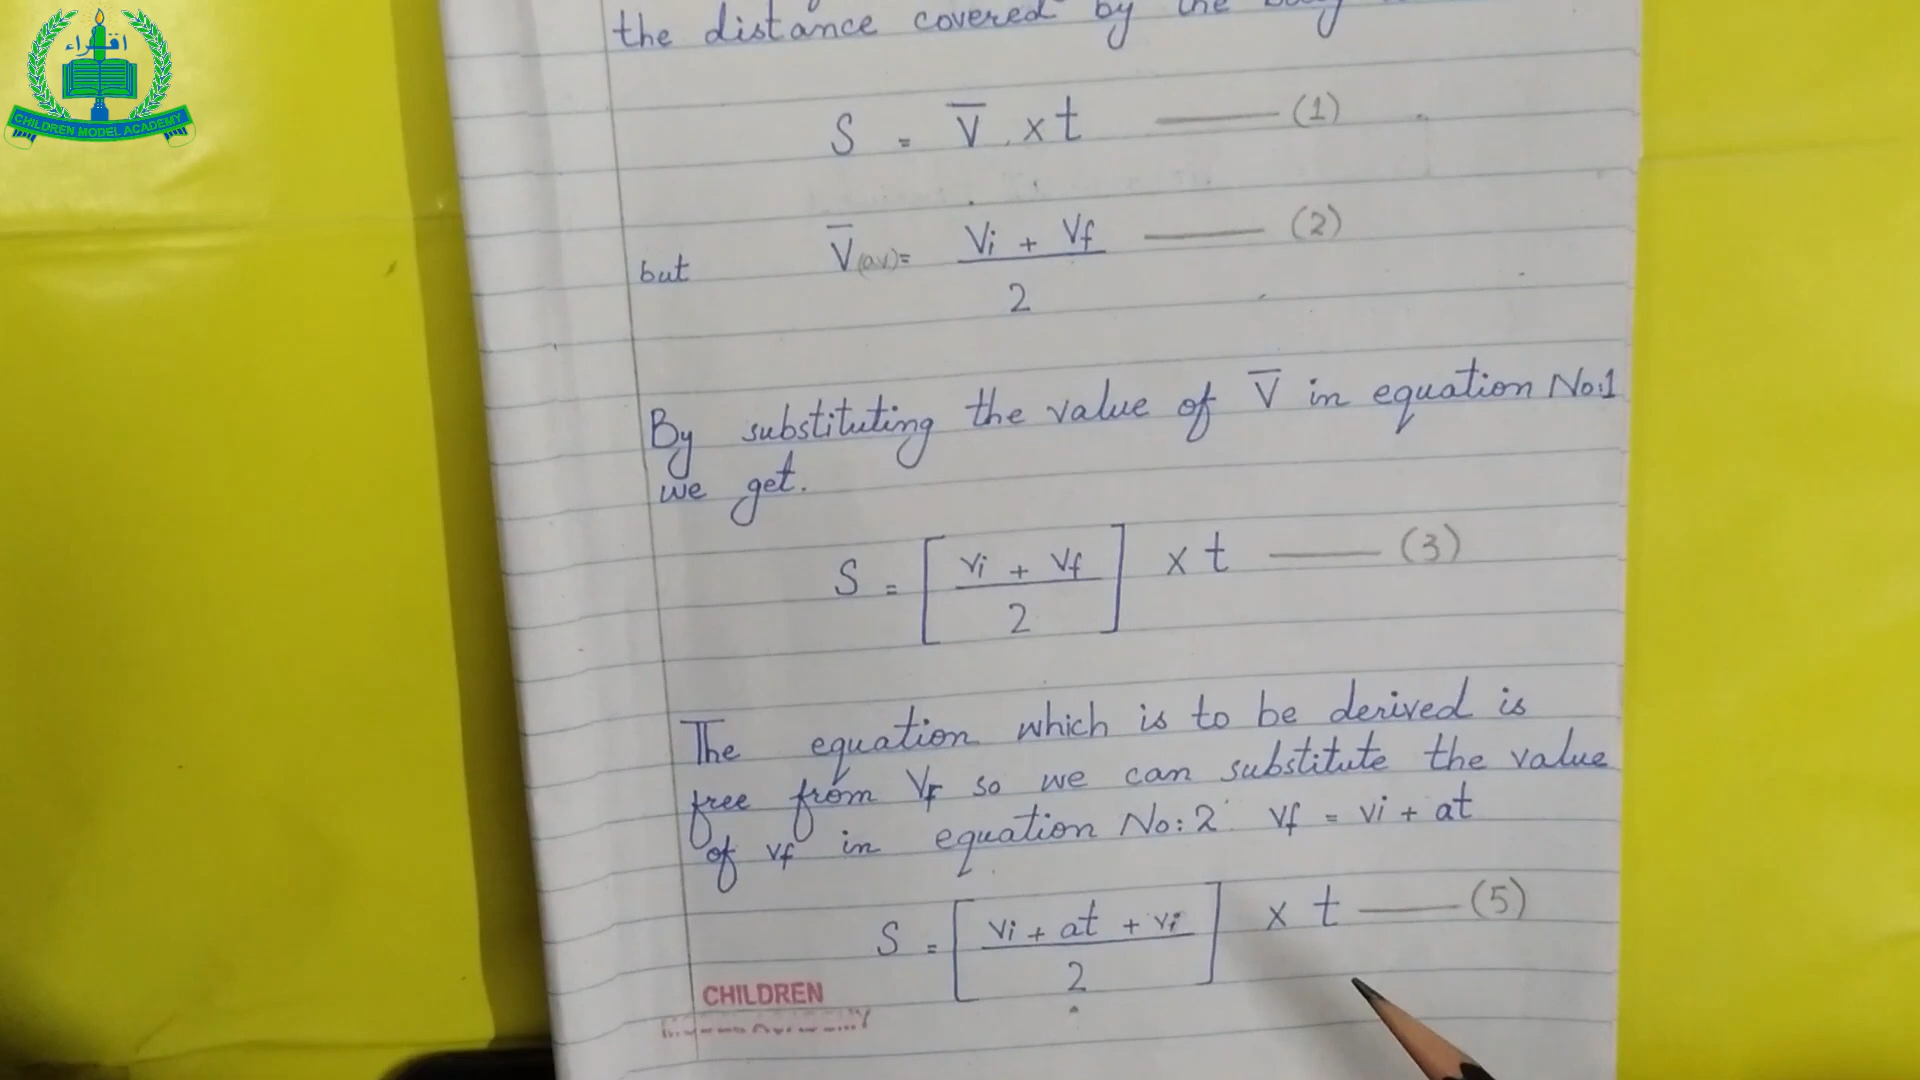 اقراء
CHILDREN MODEL ACADEMY
the distance covered by the body
S = V̅ x t —— (1)
but V̅(av) = Vi + Vf —— (2)
2
By substituting the value of V̅ in equation No:1
we get.
S = [ vi + vf ] x t —— (3)
2
The equation which is to be derived is
free from Vf so we can substitute the value
of vf in equation No:2 vf = vi + at
S = [ vi + at + vi ] x t —— (5)
2
CHILDREN